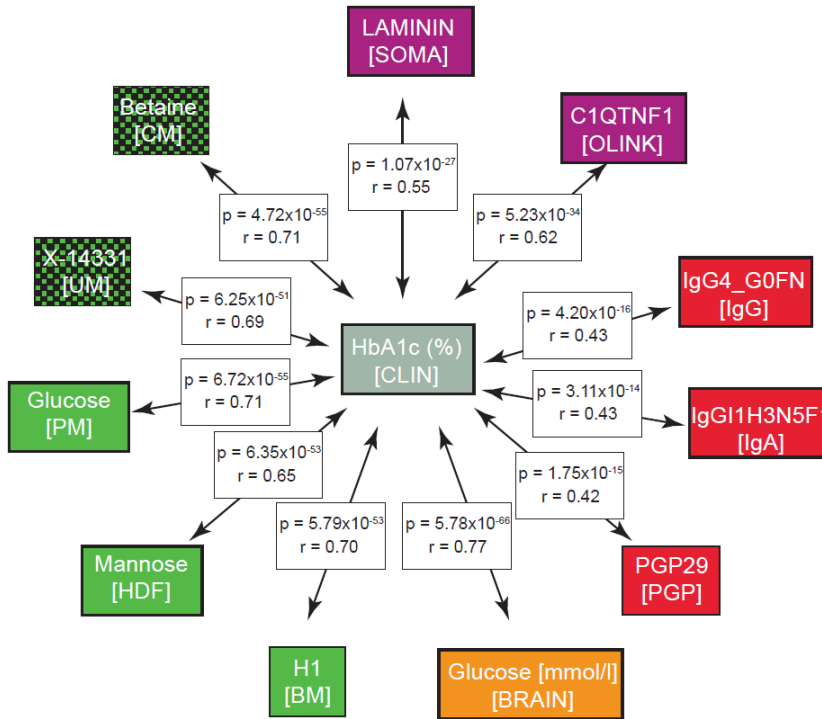 LAMININ
[SOMA]
Betaine
[CM]
C1QTNF1
[OLINK]
p = 1.07x10⁻²⁷
r = 0.55
p = 4.72x10⁻⁵⁵
r = 0.71
p = 5.23x10⁻³⁴
r = 0.62
X-14331
[UM]
p = 6.25x10⁻⁵¹
r = 0.69
IgG4_G0FN
[IgG]
p = 4.20x10⁻¹⁶
r = 0.43
HbA1c (%)
[CLIN]
Glucose
[PM]
p = 6.72x10⁻⁵⁵
r = 0.71
p = 3.11x10⁻¹⁴
r = 0.43
IgGI1H3N5F1
[IgA]
p = 6.35x10⁻⁵³
r = 0.65
p = 1.75x10⁻¹⁵
r = 0.42
p = 5.79x10⁻⁵³
r = 0.70
p = 5.78x10⁻⁶⁶
r = 0.77
Mannose
[HDF]
PGP29
[PGP]
H1
[BM]
Glucose [mmol/l]
[BRAIN]